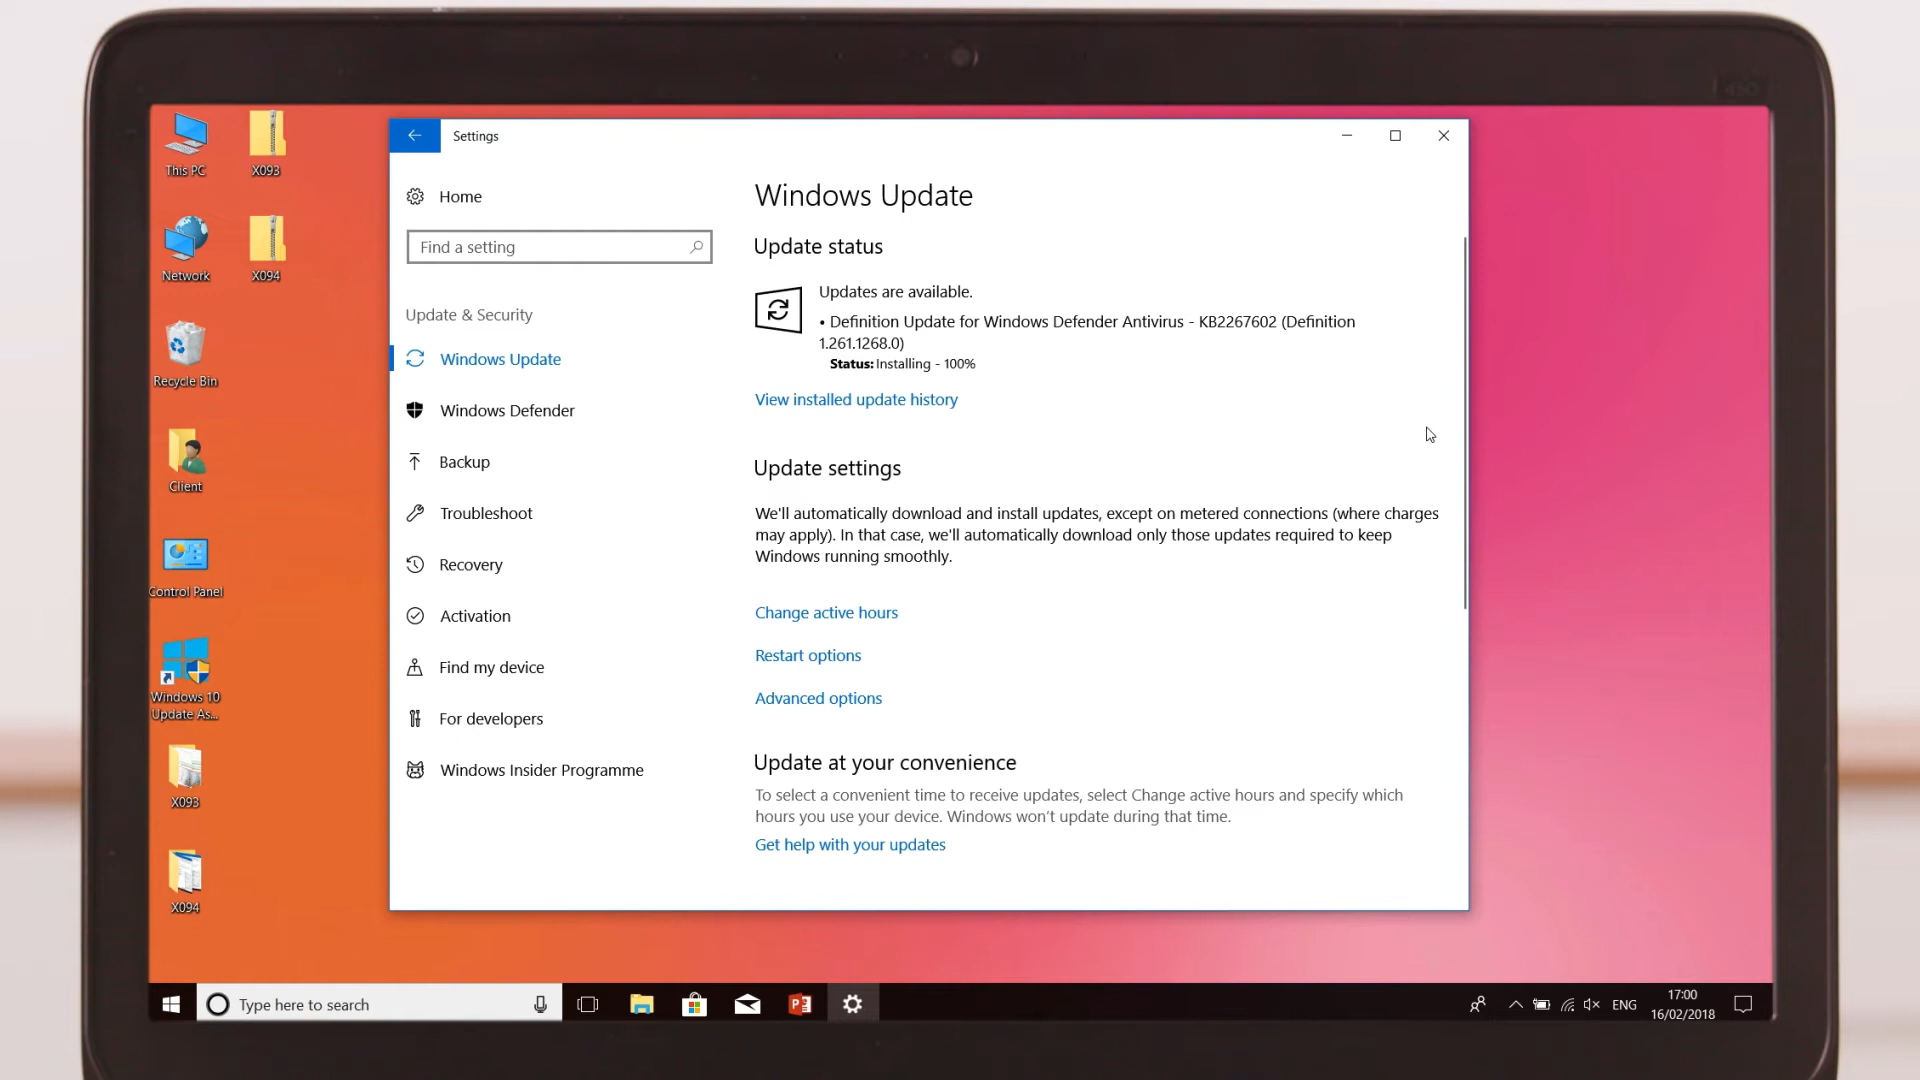 This PC
X093
Network
X094
Recycle Bin
Client
Control Panel
Windows 10
Update As...
X093
X094
Settings
Home
Find a setting
Update & Security
Windows Update
Windows Defender
Backup
Troubleshoot
Recovery
Activation
Find my device
For developers
Windows Insider Programme
Windows Update
Update status
Updates are available.
• Definition Update for Windows Defender Antivirus - KB2267602 (Definition
1.261.1268.0)
Status: Installing - 100%
View installed update history
Update settings
We'll automatically download and install updates, except on metered connections (where charges
may apply). In that case, we'll automatically download only those updates required to keep
Windows running smoothly.
Change active hours
Restart options
Advanced options
Update at your convenience
To select a convenient time to receive updates, select Change active hours and specify which
hours you use your device. Windows won't update during that time.
Get help with your updates
Type here to search
ENG
17:00
16/02/2018